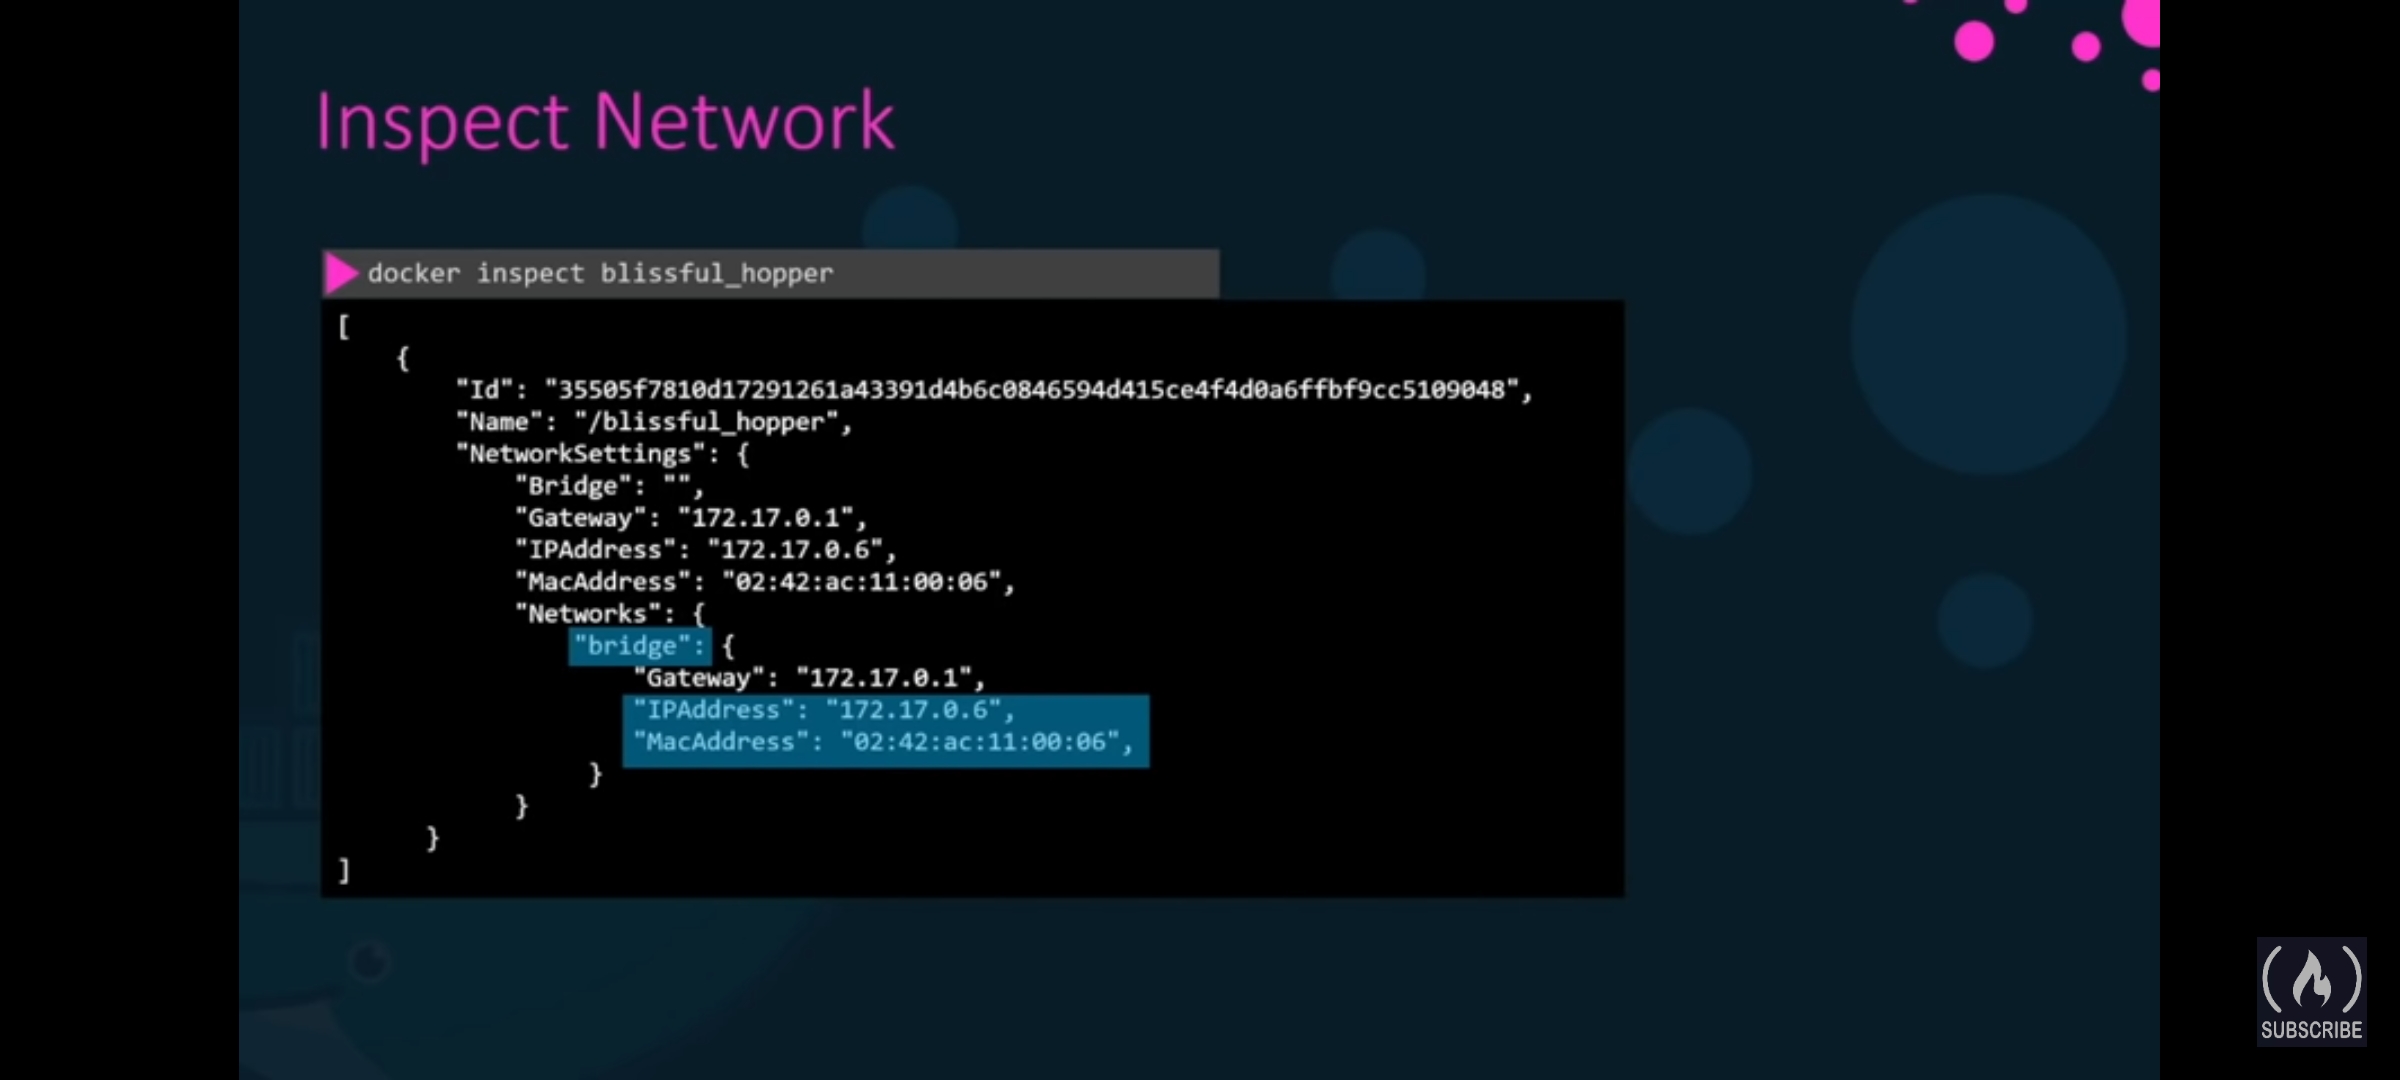 Inspect Network
docker inspect blissful_hopper
[
{
"Id": "35505f7810d17291261a43391d4b6c0846594d415ce4f4d0a6ffbf9cc5109048",
"Name": "/blissful_hopper",
"NetworkSettings": {
"Bridge": "",
"Gateway": "172.17.0.1",
"IPAddress": "172.17.0.6",
"MacAddress": "02:42:ac:11:00:06",
"Networks": {
"bridge": {
"Gateway": "172.17.0.1",
"IPAddress": "172.17.0.6",
"MacAddress": "02:42:ac:11:00:06",
}
}
}
]
SUBSCRIBE